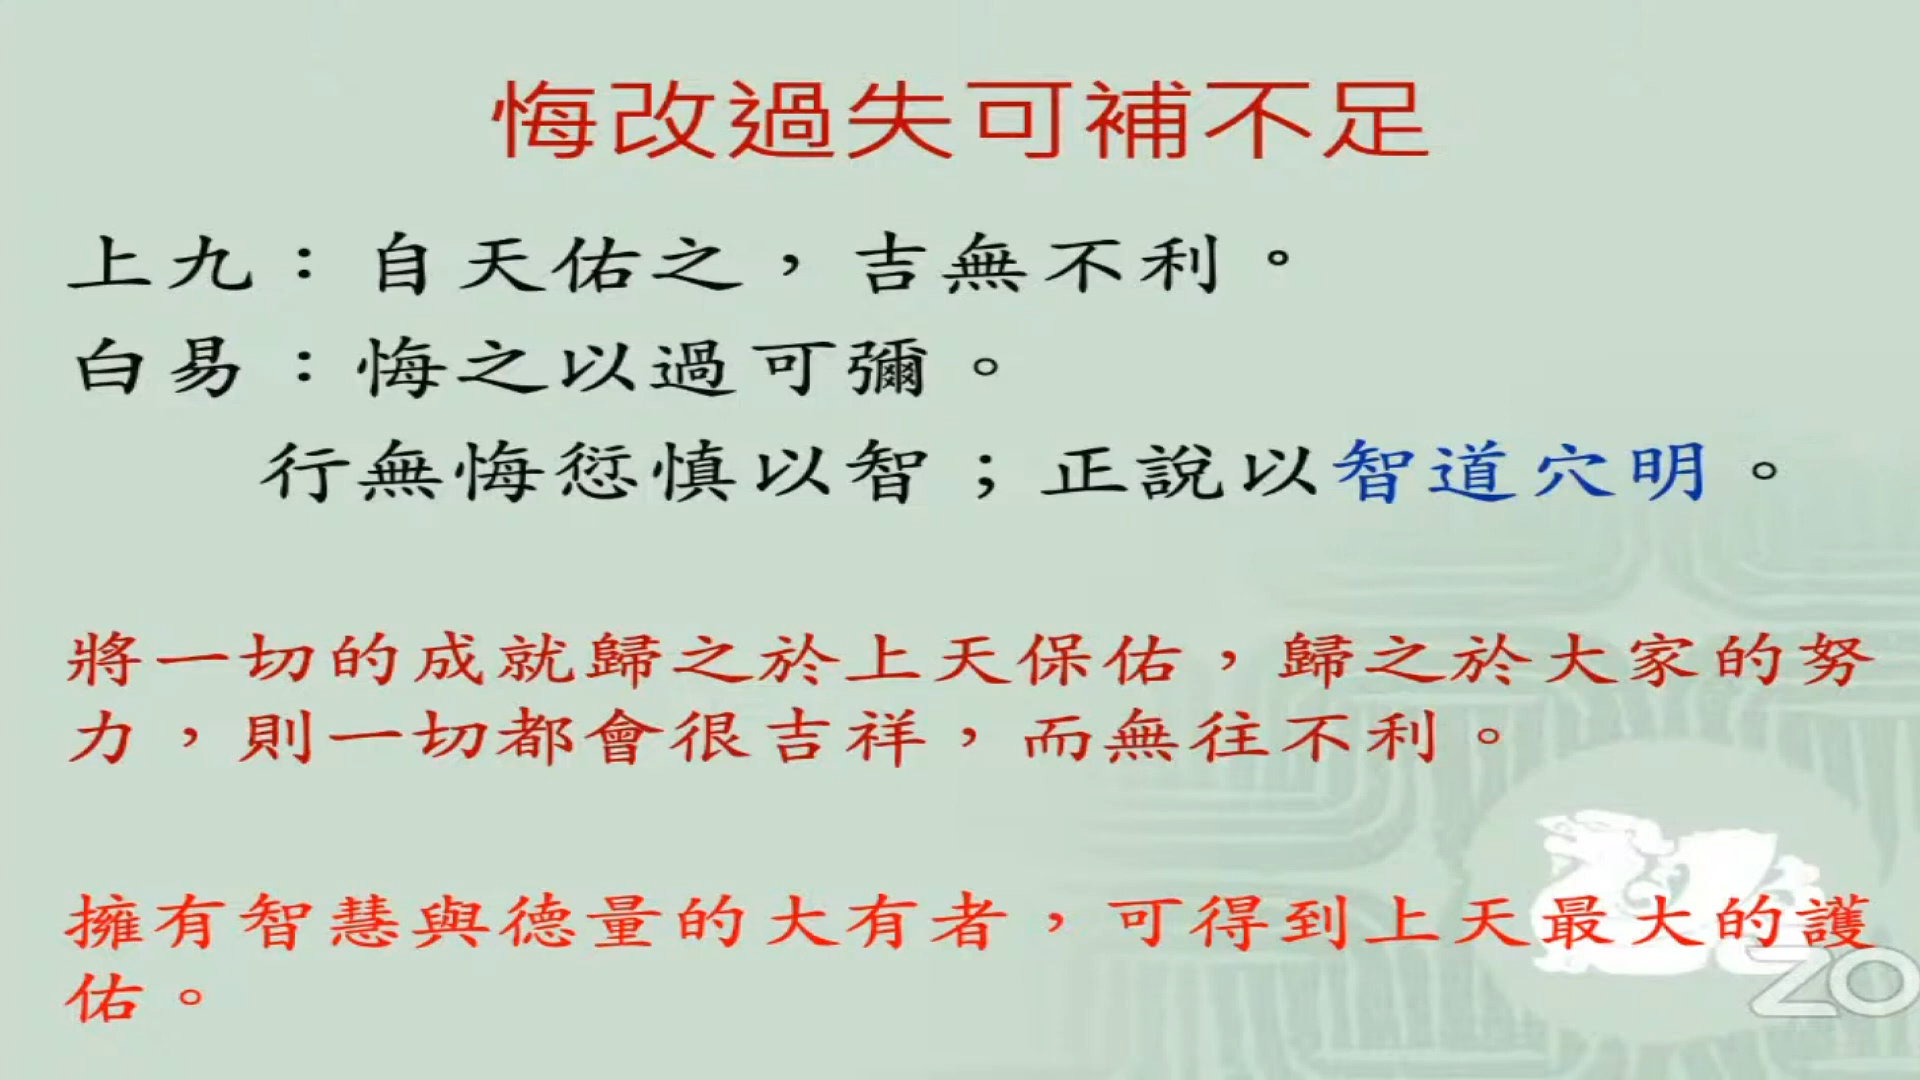 悔改過失可補不足
上九：自天佑之，吉無不利。
白易：悔之以過可彌。
行無悔愆慎以智；正說以智道穴明。
將一切的成就歸之於上天保佑，歸之於大家的努
力，則一切都會很吉祥，而無往不利。
擁有智慧與德量的大有者，可得到上天最大的護
佑。
ZO